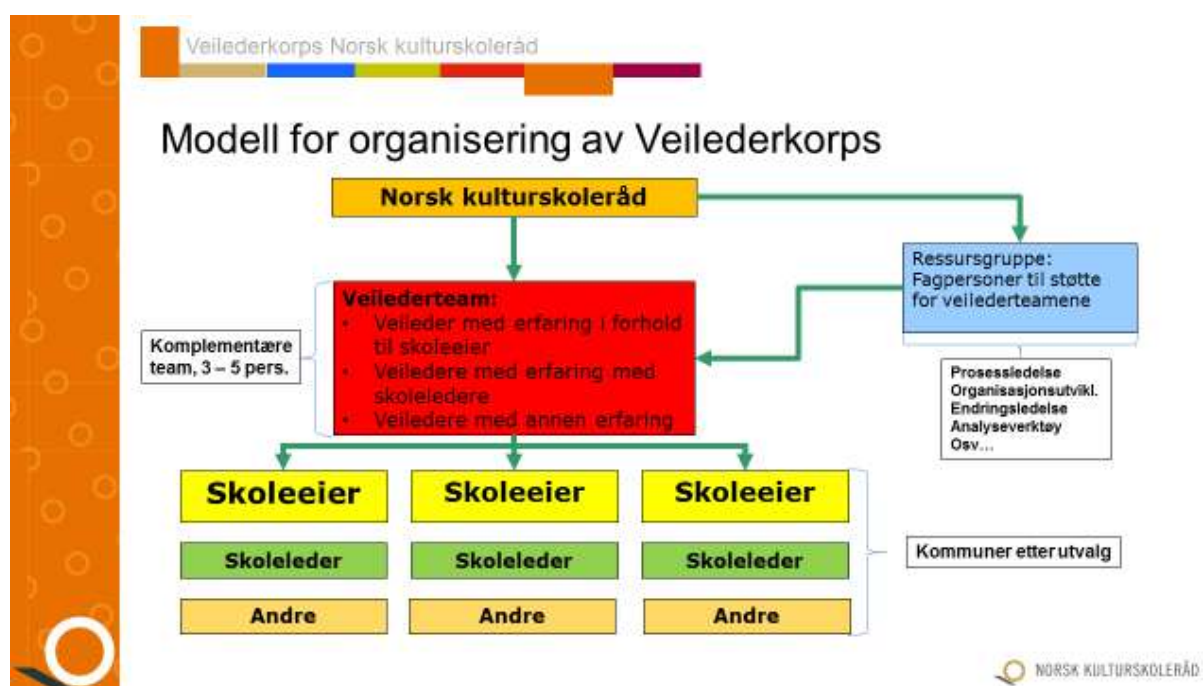 Veilederkorps Norsk kulturskoleråd
Modell for organisering av Veilederkorps
Norsk kulturskoleråd
Ressursgruppe:
Fagpersoner til støtte
for veilederteamene
Prosessledelse
Organisasjonsutvikl.
Endringsledelse
Analyseverktøy
Osv...
Komplementære
team, 3 – 5 pers.
Veilederteam:
• Veileder med erfaring i forhold
til skoleeier
• Veiledere med erfaring med
skoleledere
• Veiledere med annen erfaring
Skoleeier Skoleeier Skoleeier
Skoleleder Skoleleder Skoleleder
Andre Andre Andre
Kommuner etter utvalg
NORSK KULTURSKOLERÅD